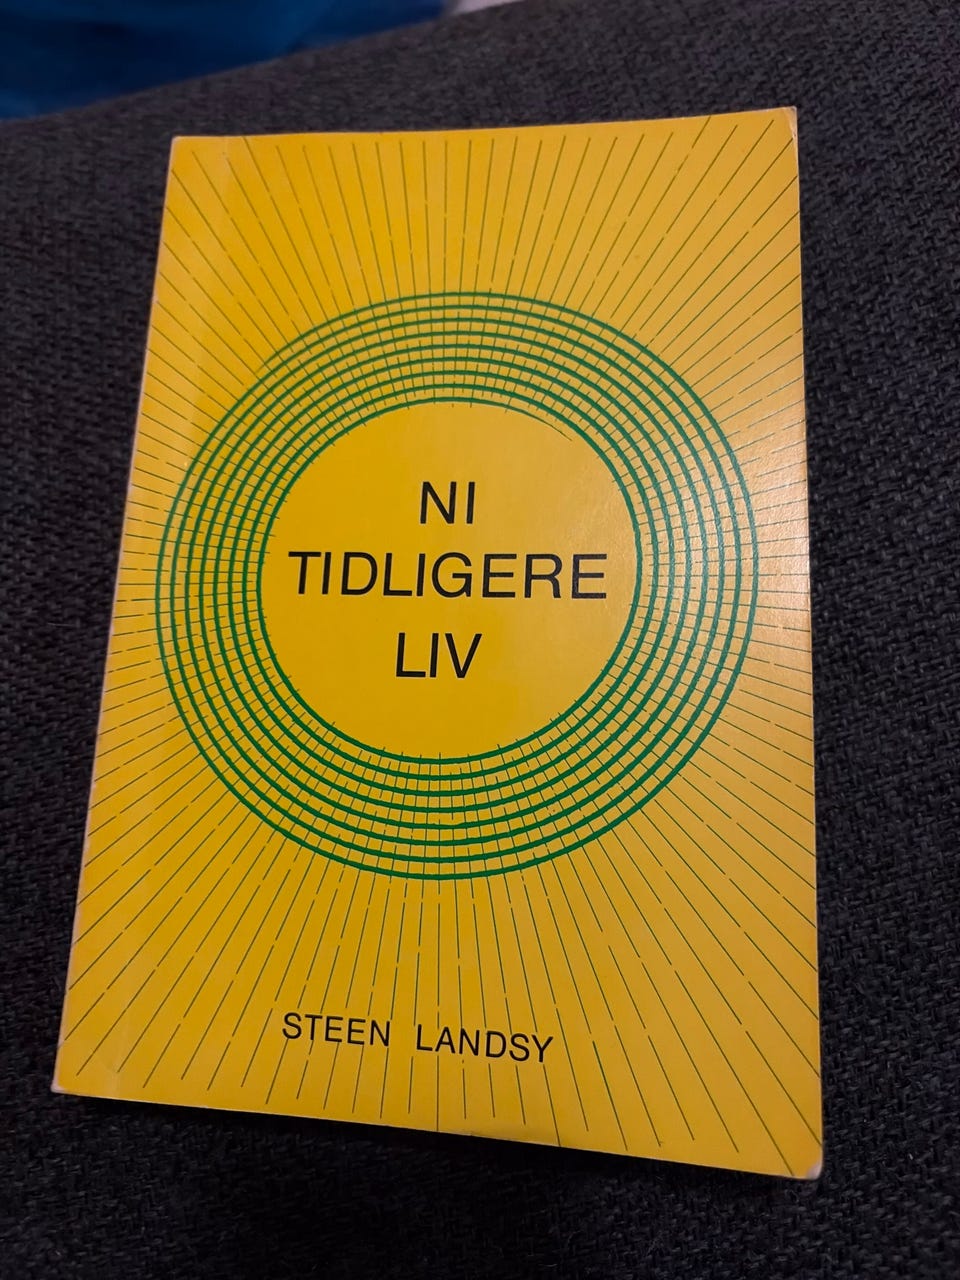 NI
TIDLIGERE
LIV
STEEN LANDSY